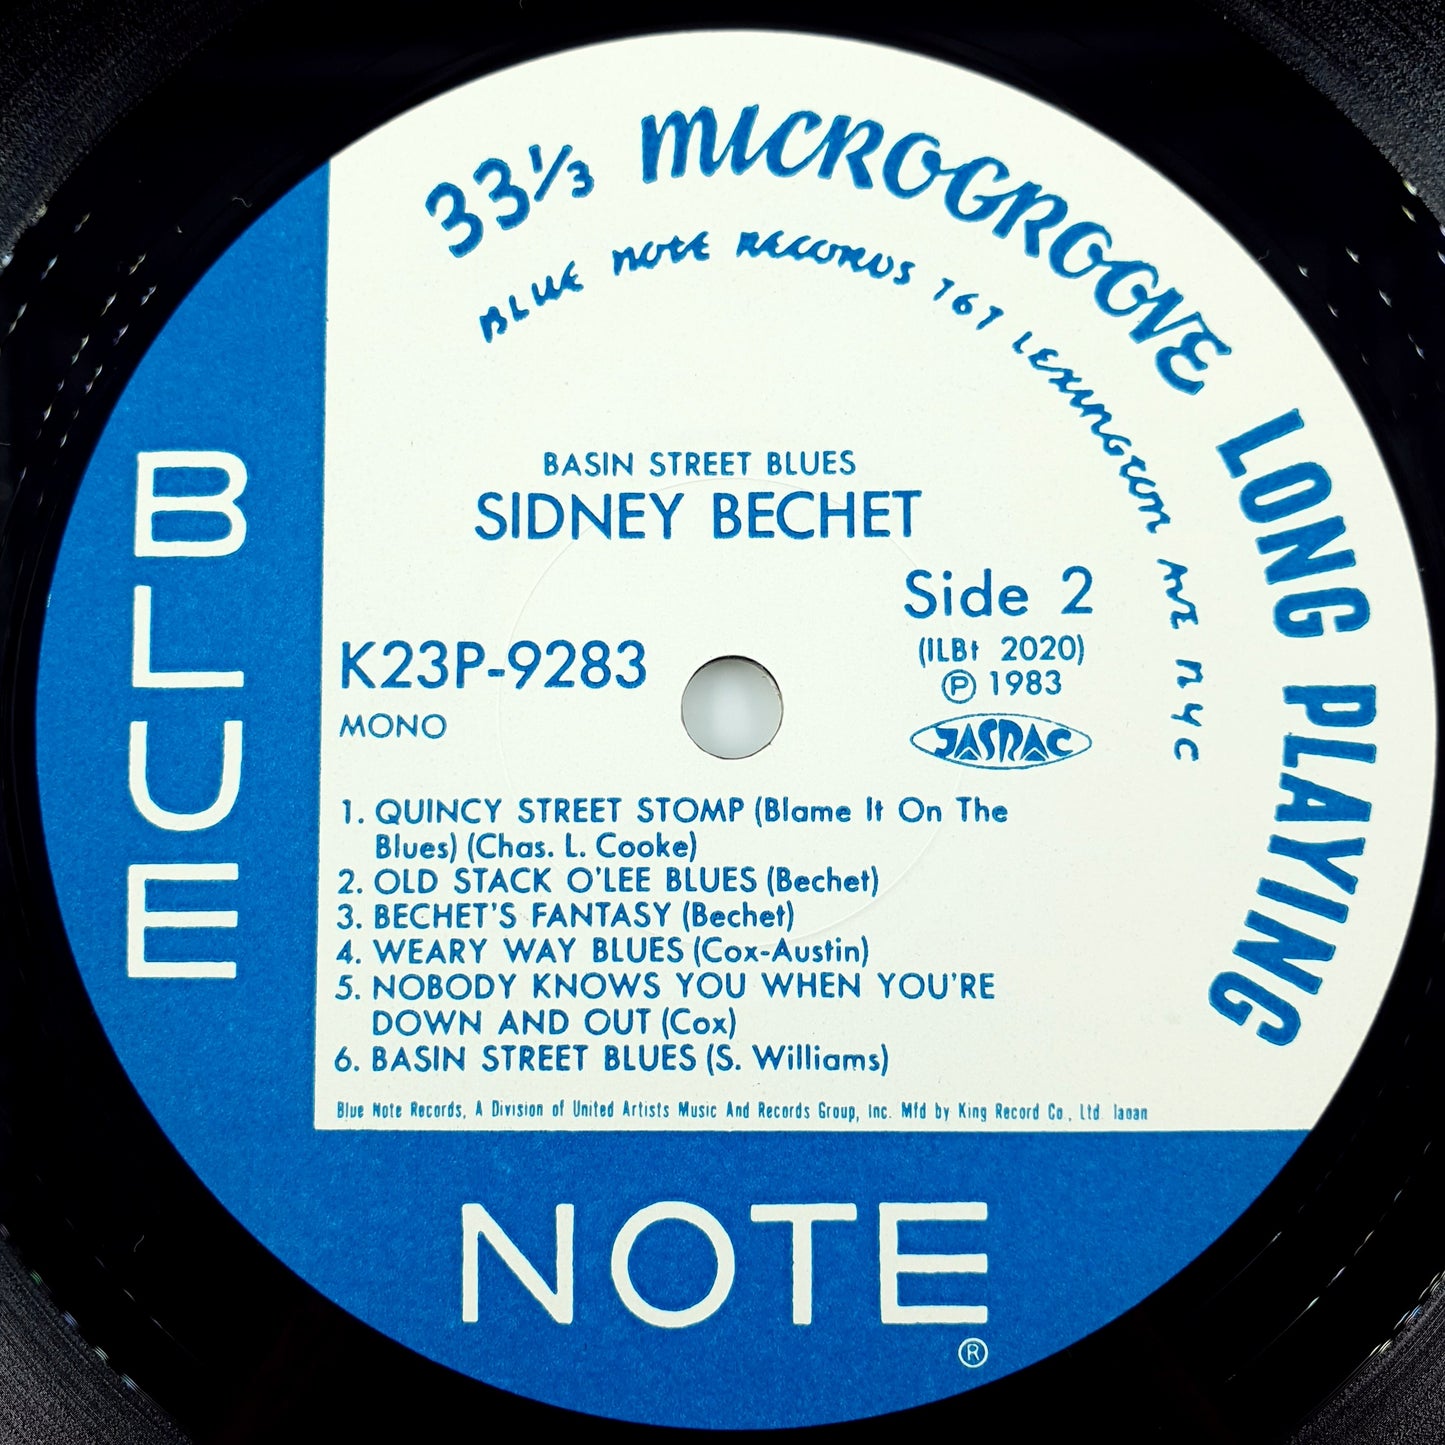 33⅓ MICROGROOVE LONG PLAYING
BLUE NOTE RECORDS 767 LEXINGTON AVE NYC
BASIN STREET BLUES
SIDNEY BECHET
Side 2
K23P-9283
(ILBt 2020)
Ⓟ 1983
MONO
JASRAC
1. QUINCY STREET STOMP (Blame It On The
Blues) (Chas. L. Cooke)
2. OLD STACK O'LEE BLUES (Bechet)
3. BECHET'S FANTASY (Bechet)
4. WEARY WAY BLUES (Cox-Austin)
5. NOBODY KNOWS YOU WHEN YOU'RE
DOWN AND OUT (Cox)
6. BASIN STREET BLUES (S. Williams)
Blue Note Records, A Division of United Artists Music And Records Group, Inc. Mfd by King Record Co., Ltd. Japan
BLUE
NOTE
®